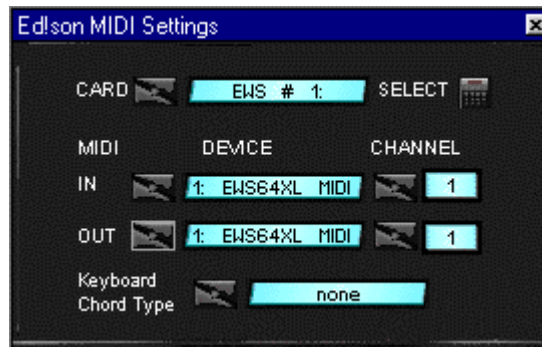 Ed!son MIDI Settings
CARD EWS # 1: SELECT
MIDI DEVICE CHANNEL
IN 1: EWS64XL MIDI 1
OUT 1: EWS64XL MIDI 1
Keyboard
Chord Type none